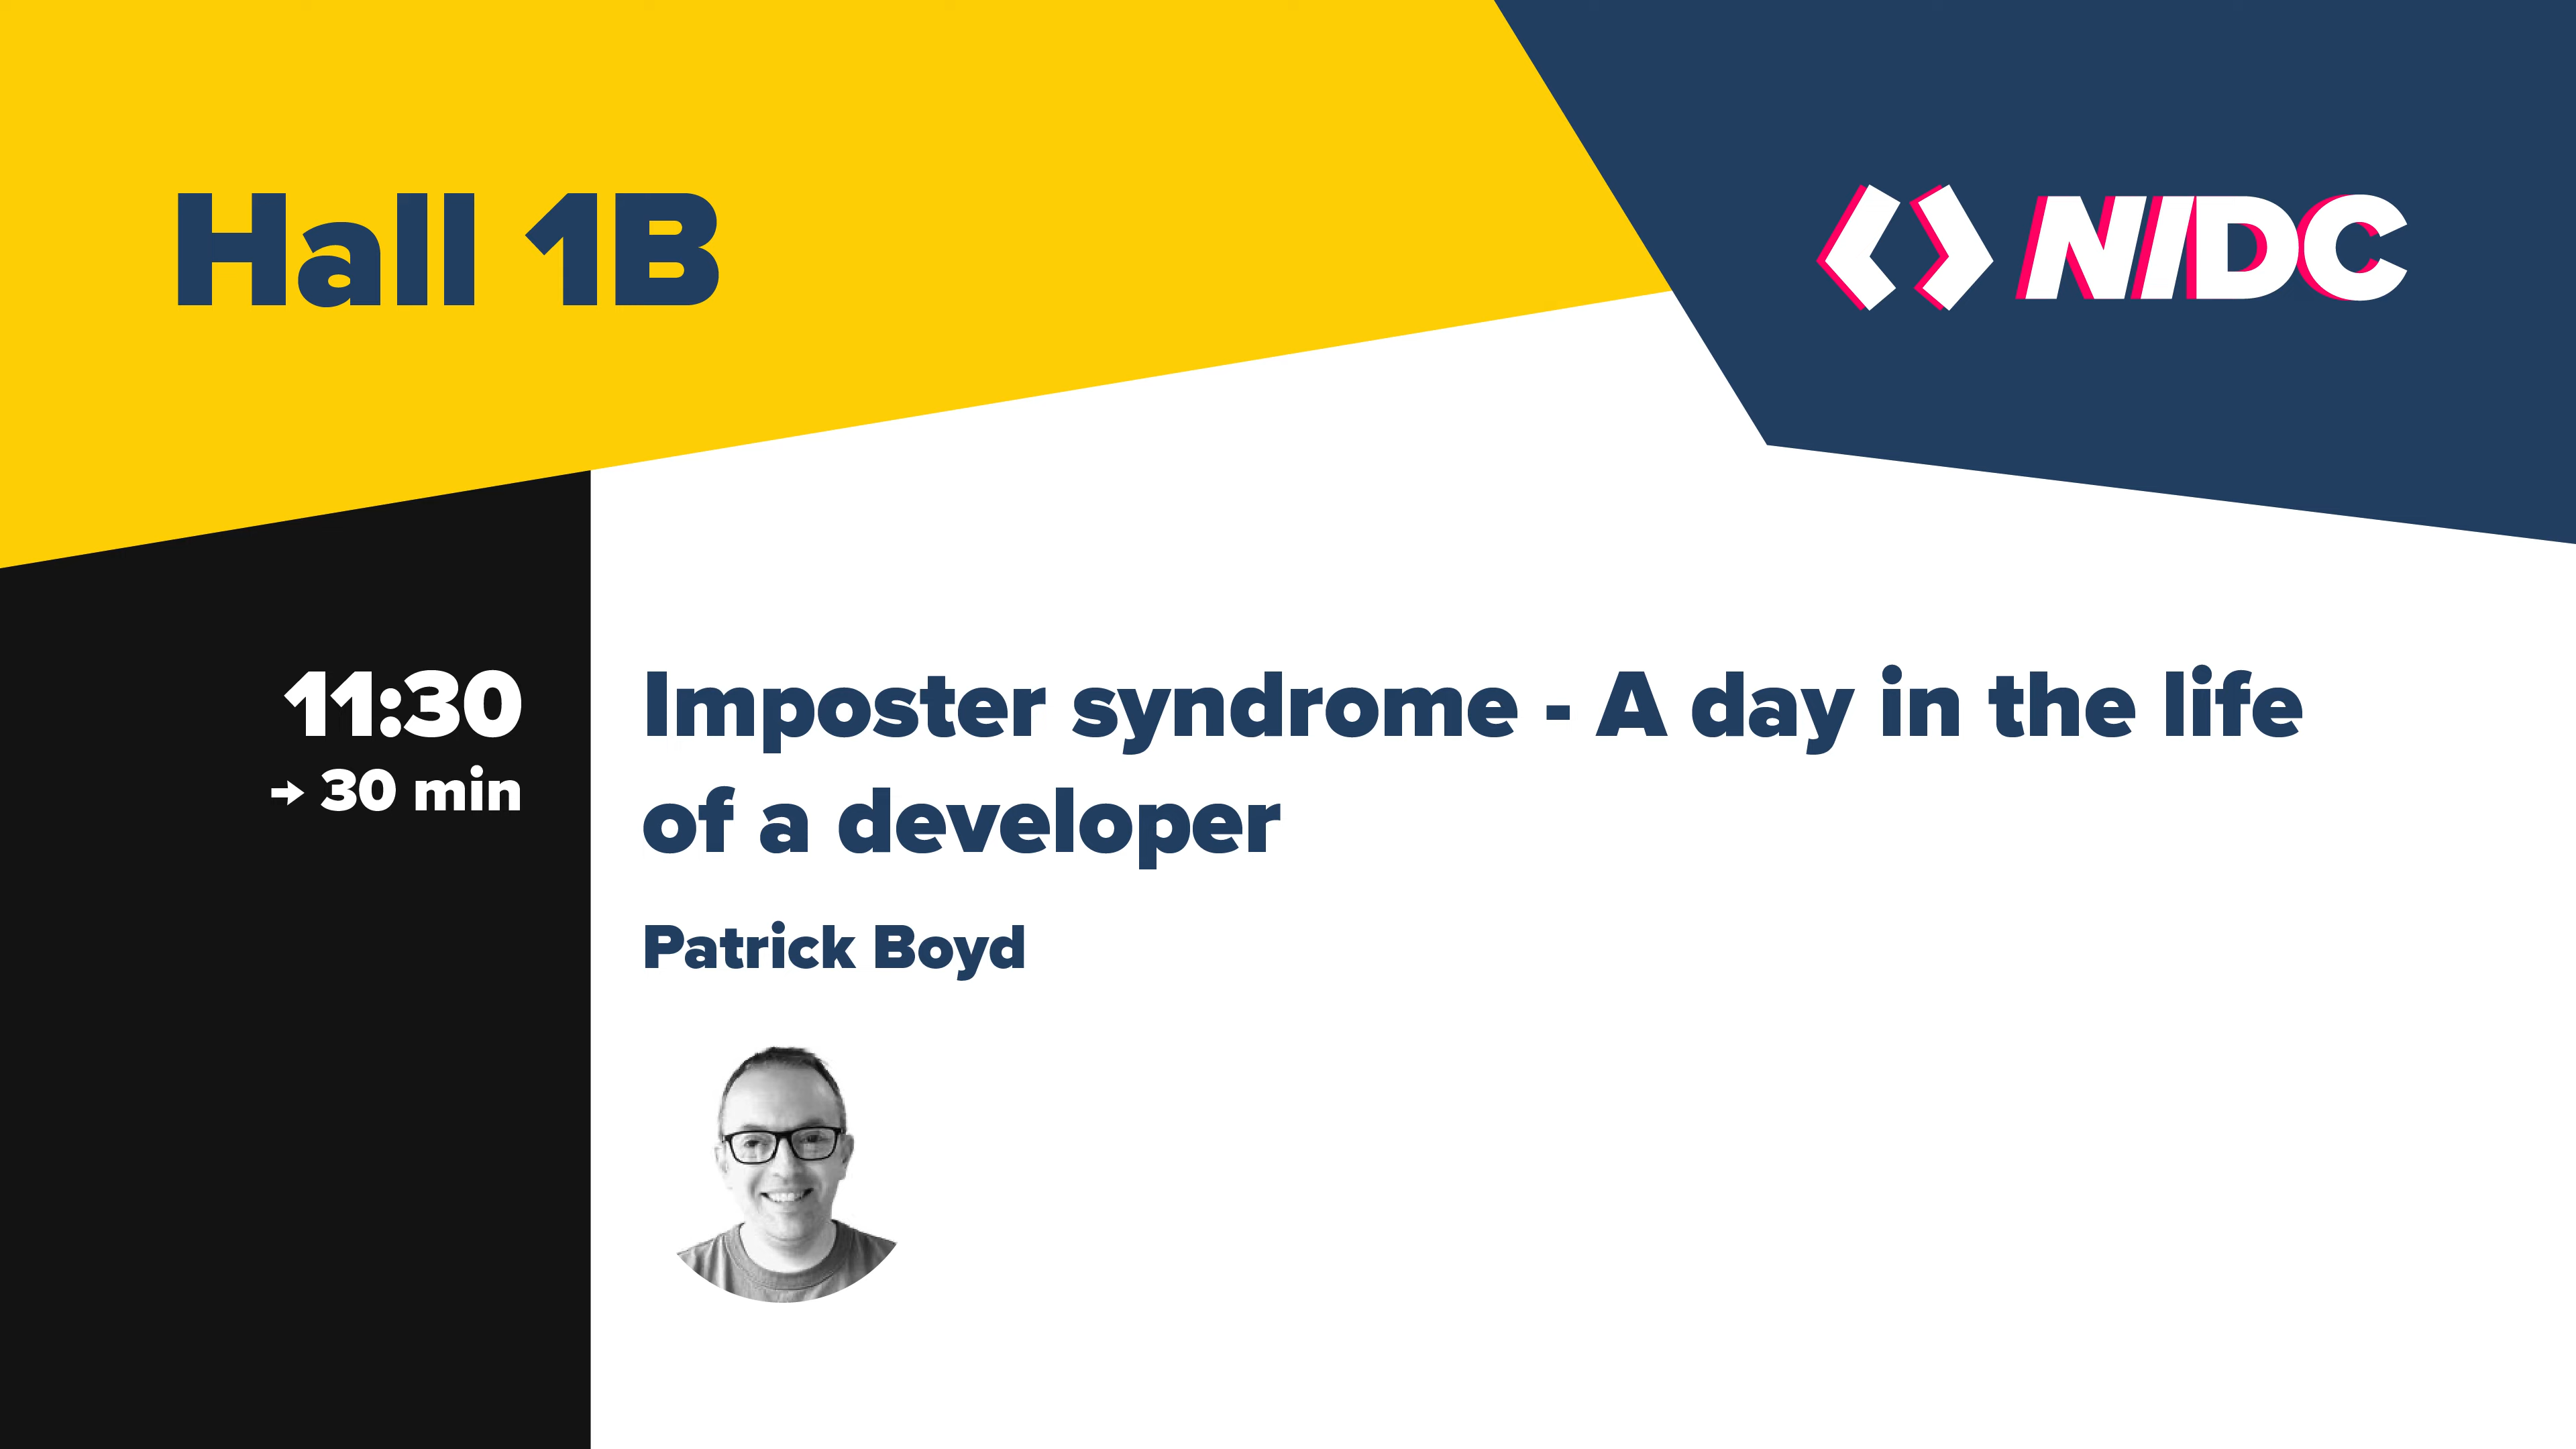 Hall 1B
NIDC
11:30
→ 30 min
Imposter syndrome - A day in the life
of a developer
Patrick Boyd